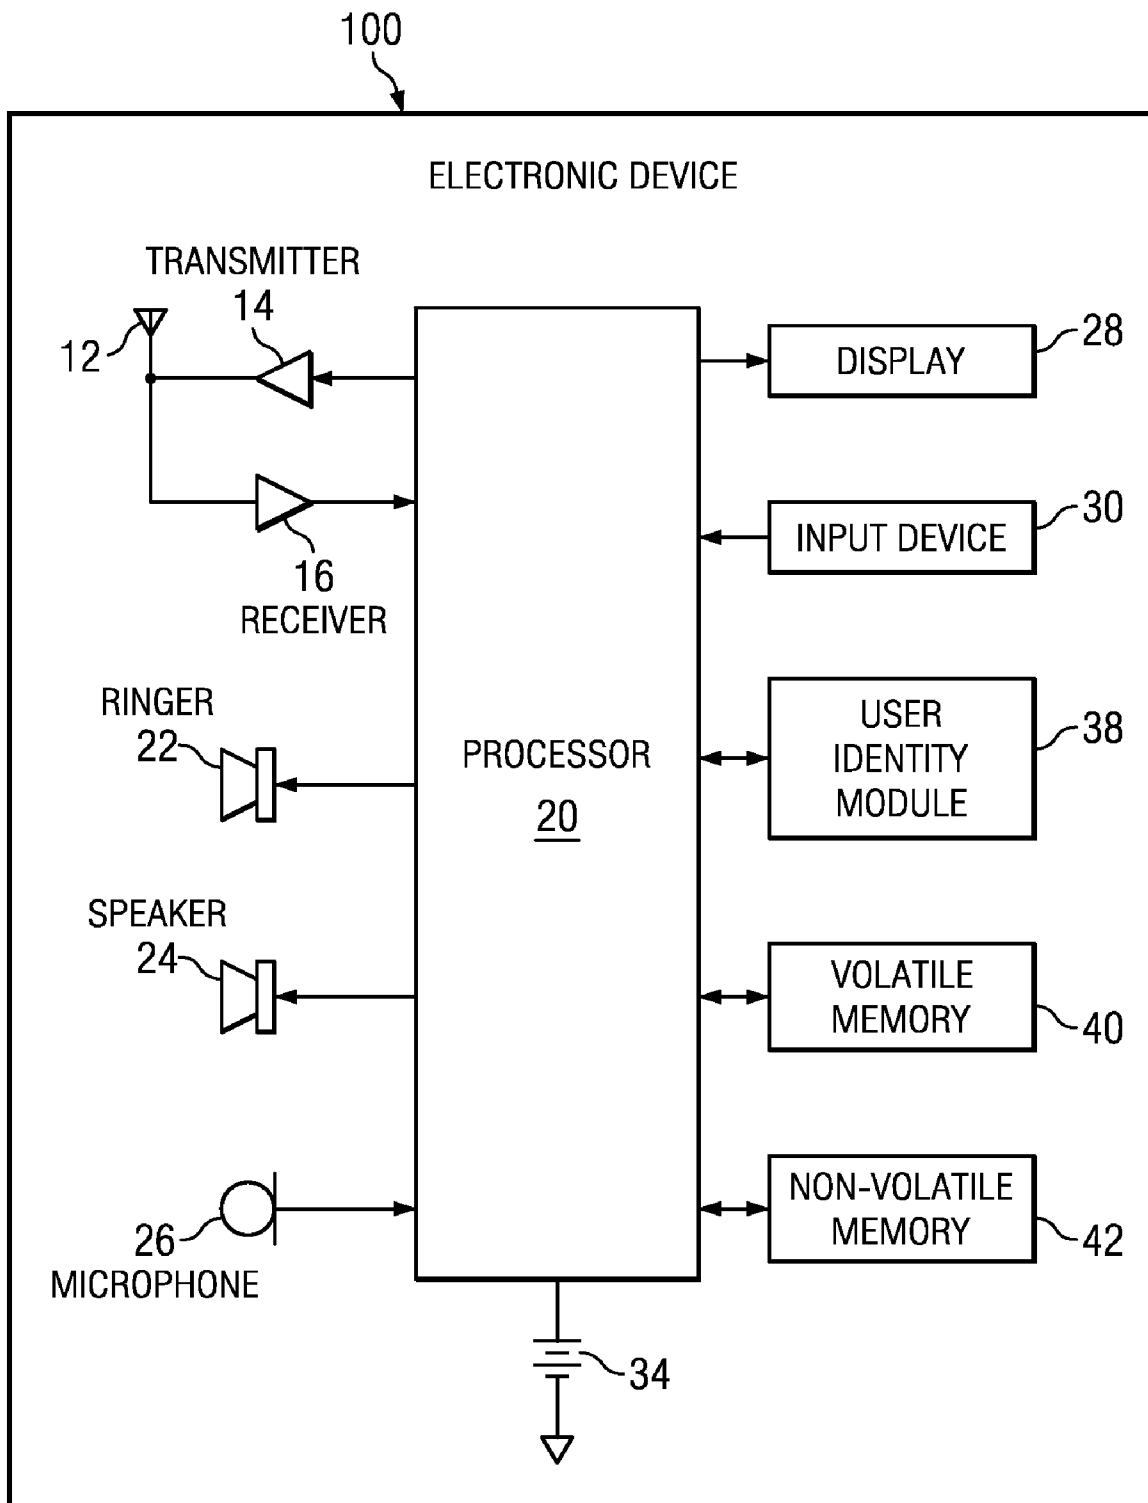 100
ELECTRONIC DEVICE
TRANSMITTER
14
12
16
RECEIVER
RINGER
22
SPEAKER
24
26
MICROPHONE
PROCESSOR
20
34
DISPLAY
28
INPUT DEVICE
30
USER
IDENTITY
MODULE
38
VOLATILE
MEMORY
40
NON-VOLATILE
MEMORY
42